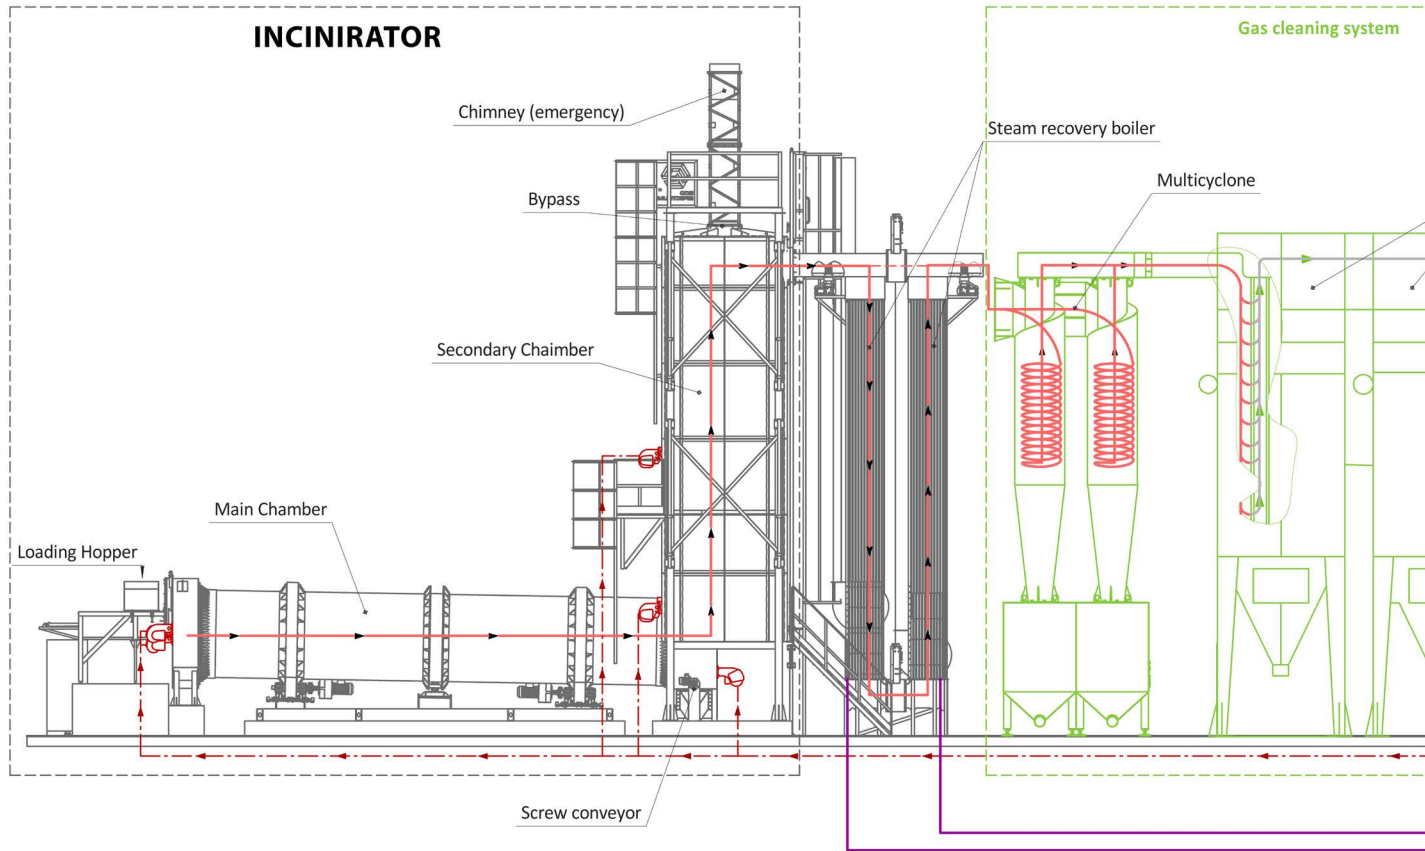 INCINIRATOR
Gas cleaning system
Chimney (emergency)
Steam recovery boiler
Multicyclone
Bypass
Secondary Chaimber
Main Chamber
Loading Hopper
Screw conveyor